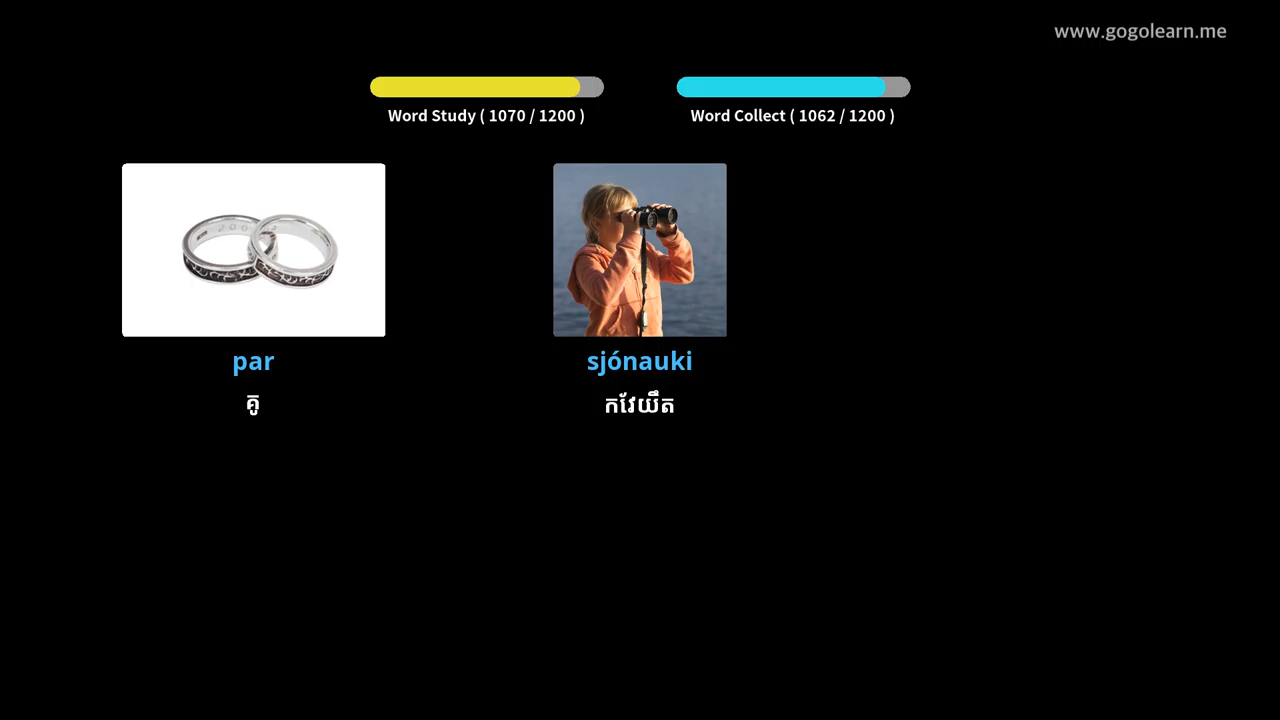 www.gogolearn.me
Word Study ( 1070 / 1200 )
Word Collect ( 1062 / 1200 )
par
sjónauki
គូ
កែវយឹត